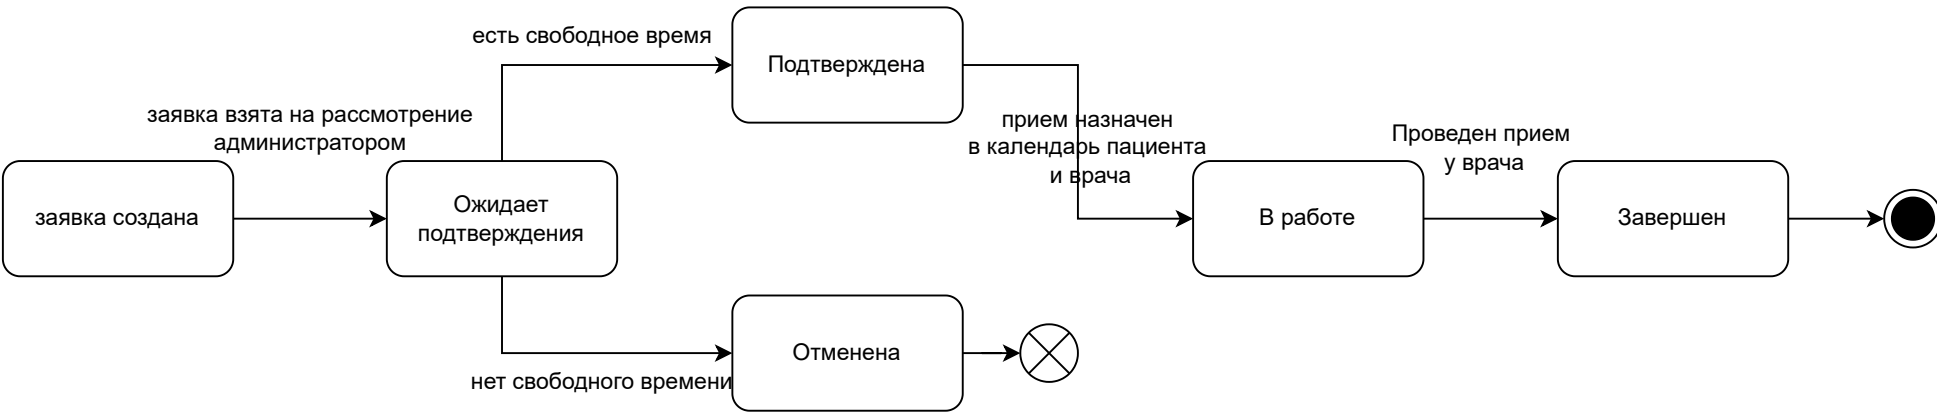 есть свободное время
Подтверждена
заявка взята на рассмотрение
администратором
прием назначен
в календарь пациента
и врача
Проведен прием
у врача
заявка создана
Ожидает
подтверждения
В работе
Завершен
Отменена
нет свободного времени